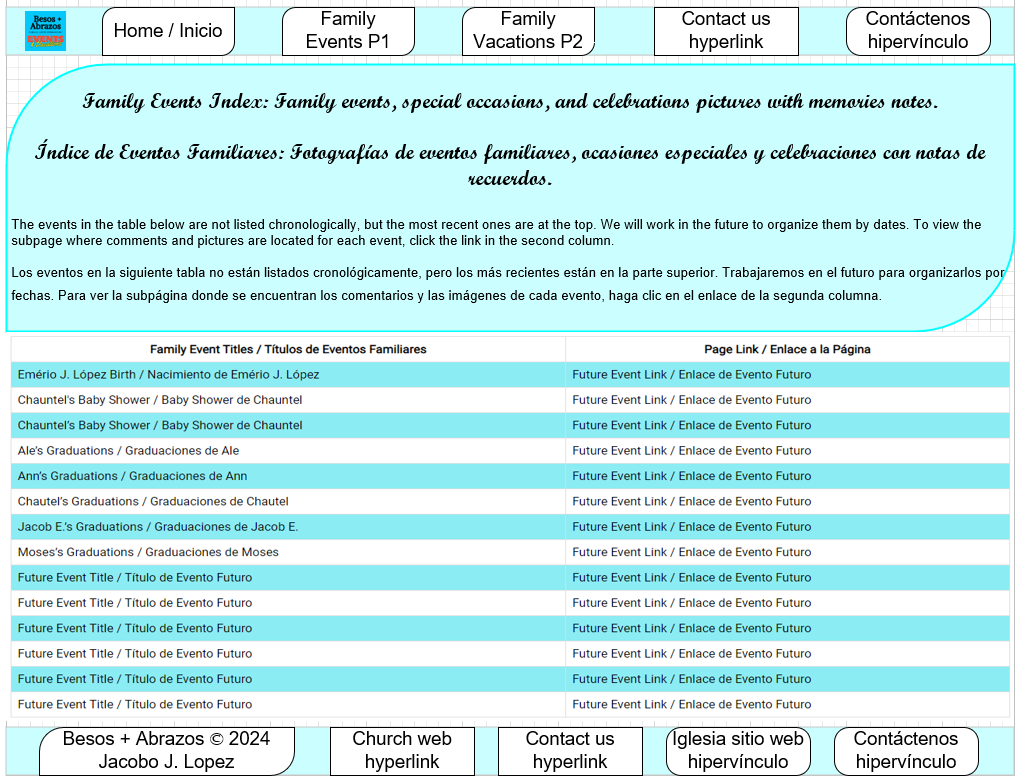 Besos +
Abrazos
EVENTS
Home / Inicio
Family
Events P1
Family
Vacations P2
Contact us
hyperlink
Contáctenos
hipervínculo
Family Events Index: Family events, special occasions, and celebrations pictures with memories notes.
Índice de Eventos Familiares: Fotografías de eventos familiares, ocasiones especiales y celebraciones con notas de
recuerdos.
The events in the table below are not listed chronologically, but the most recent ones are at the top. We will work in the future to organize them by dates. To view the
subpage where comments and pictures are located for each event, click the link in the second column.
Los eventos en la siguiente tabla no están listados cronológicamente, pero los más recientes están en la parte superior. Trabajaremos en el futuro para organizarlos por
fechas. Para ver la subpágina donde se encuentran los comentarios y las imágenes de cada evento, haga clic en el enlace de la segunda columna.
Family Event Titles / Títulos de Eventos Familiares Page Link / Enlace a la Página
Emério J. López Birth / Nacimiento de Emério J. López Future Event Link / Enlace de Evento Futuro
Chauntel's Baby Shower / Baby Shower de Chauntel Future Event Link / Enlace de Evento Futuro
Chauntel's Baby Shower / Baby Shower de Chauntel Future Event Link / Enlace de Evento Futuro
Ale's Graduations / Graduaciones de Ale Future Event Link / Enlace de Evento Futuro
Ann's Graduations / Graduaciones de Ann Future Event Link / Enlace de Evento Futuro
Chautel's Graduations / Graduaciones de Chautel Future Event Link / Enlace de Evento Futuro
Jacob E.'s Graduations / Graduaciones de Jacob E. Future Event Link / Enlace de Evento Futuro
Moses's Graduations / Graduaciones de Moses Future Event Link / Enlace de Evento Futuro
Future Event Title / Título de Evento Futuro Future Event Link / Enlace de Evento Futuro
Future Event Title / Título de Evento Futuro Future Event Link / Enlace de Evento Futuro
Future Event Title / Título de Evento Futuro Future Event Link / Enlace de Evento Futuro
Future Event Title / Título de Evento Futuro Future Event Link / Enlace de Evento Futuro
Future Event Title / Título de Evento Futuro Future Event Link / Enlace de Evento Futuro
Future Event Title / Título de Evento Futuro Future Event Link / Enlace de Evento Futuro
Besos + Abrazos © 2024
Jacobo J. Lopez
Church web
hyperlink
Contact us
hyperlink
Iglesia sitio web
hipervínculo
Contáctenos
hipervínculo